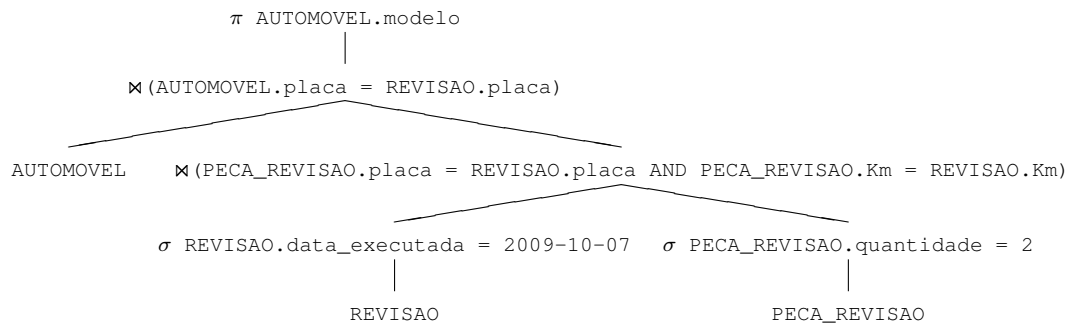 π AUTOMOVEL.modelo
⋈(AUTOMOVEL.placa = REVISAO.placa)
AUTOMOVEL ⋈(PECA_REVISAO.placa = REVISAO.placa AND PECA_REVISAO.Km = REVISAO.Km)
σ REVISAO.data_executada = 2009-10-07 σ PECA_REVISAO.quantidade = 2
REVISAO PECA_REVISAO